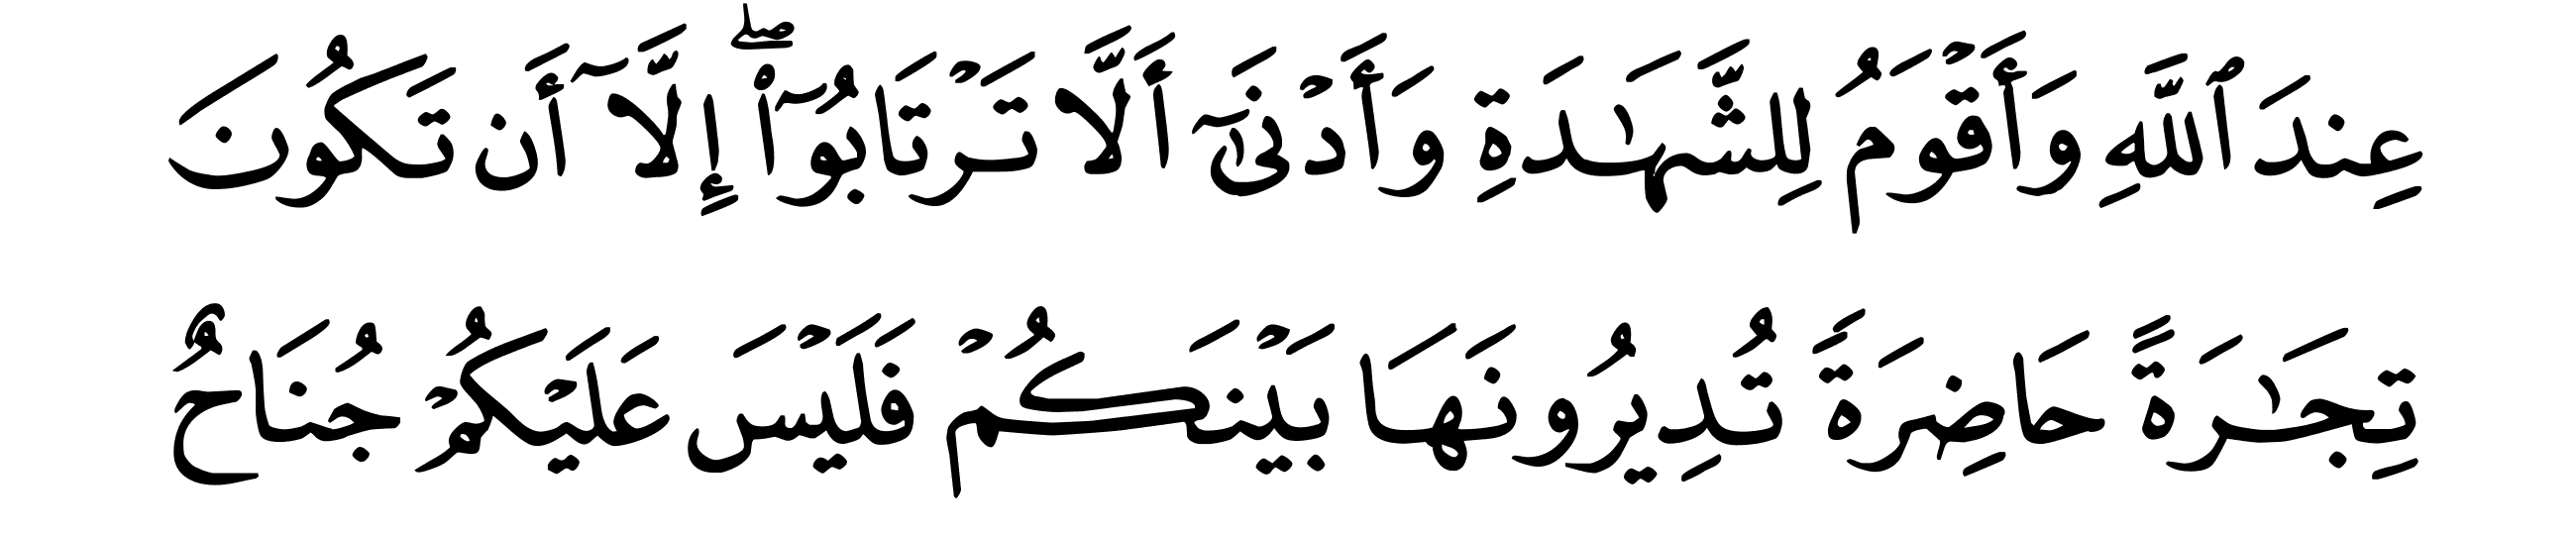 عِندَ ٱللَّهِ وَأَقۡوَمُ لِلشَّهَٰدَةِ وَأَدۡنَىٰٓ أَلَّا تَرۡتَابُوٓاْ إِلَّآ أَن تَكُونَ
تِجَٰرَةً حَاضِرَةٗ تُدِيرُونَهَا بَيۡنَكُمۡ فَلَيۡسَ عَلَيۡكُمۡ جُنَاحٌ